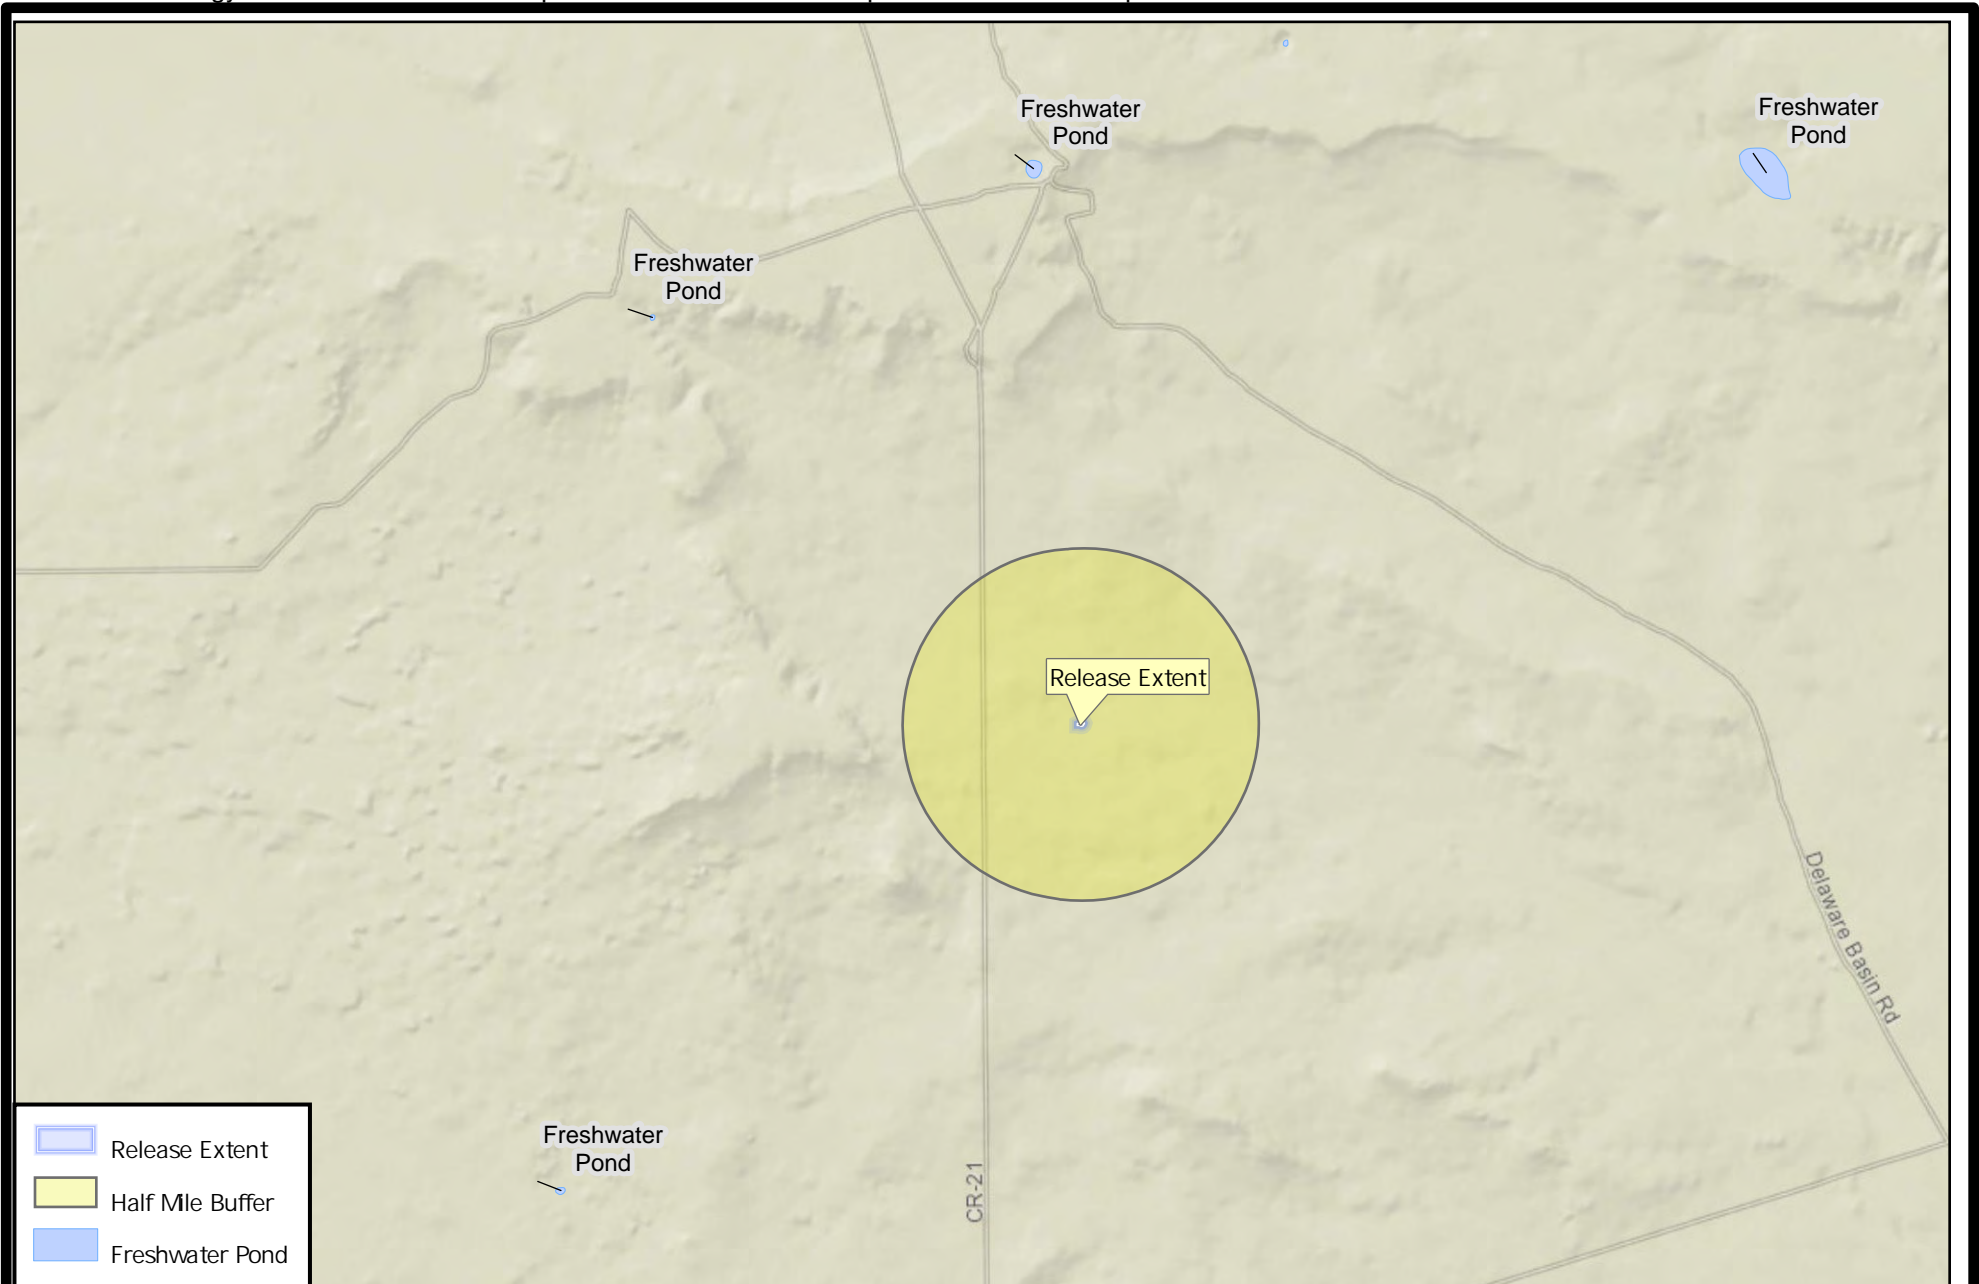 Freshwater
Pond
Freshwater
Pond
Freshwater
Pond
Release Extent
Delaware Basin Rd
Freshwater
Pond
CR-21
Release Extent
Half Mile Buffer
Freshwater Pond